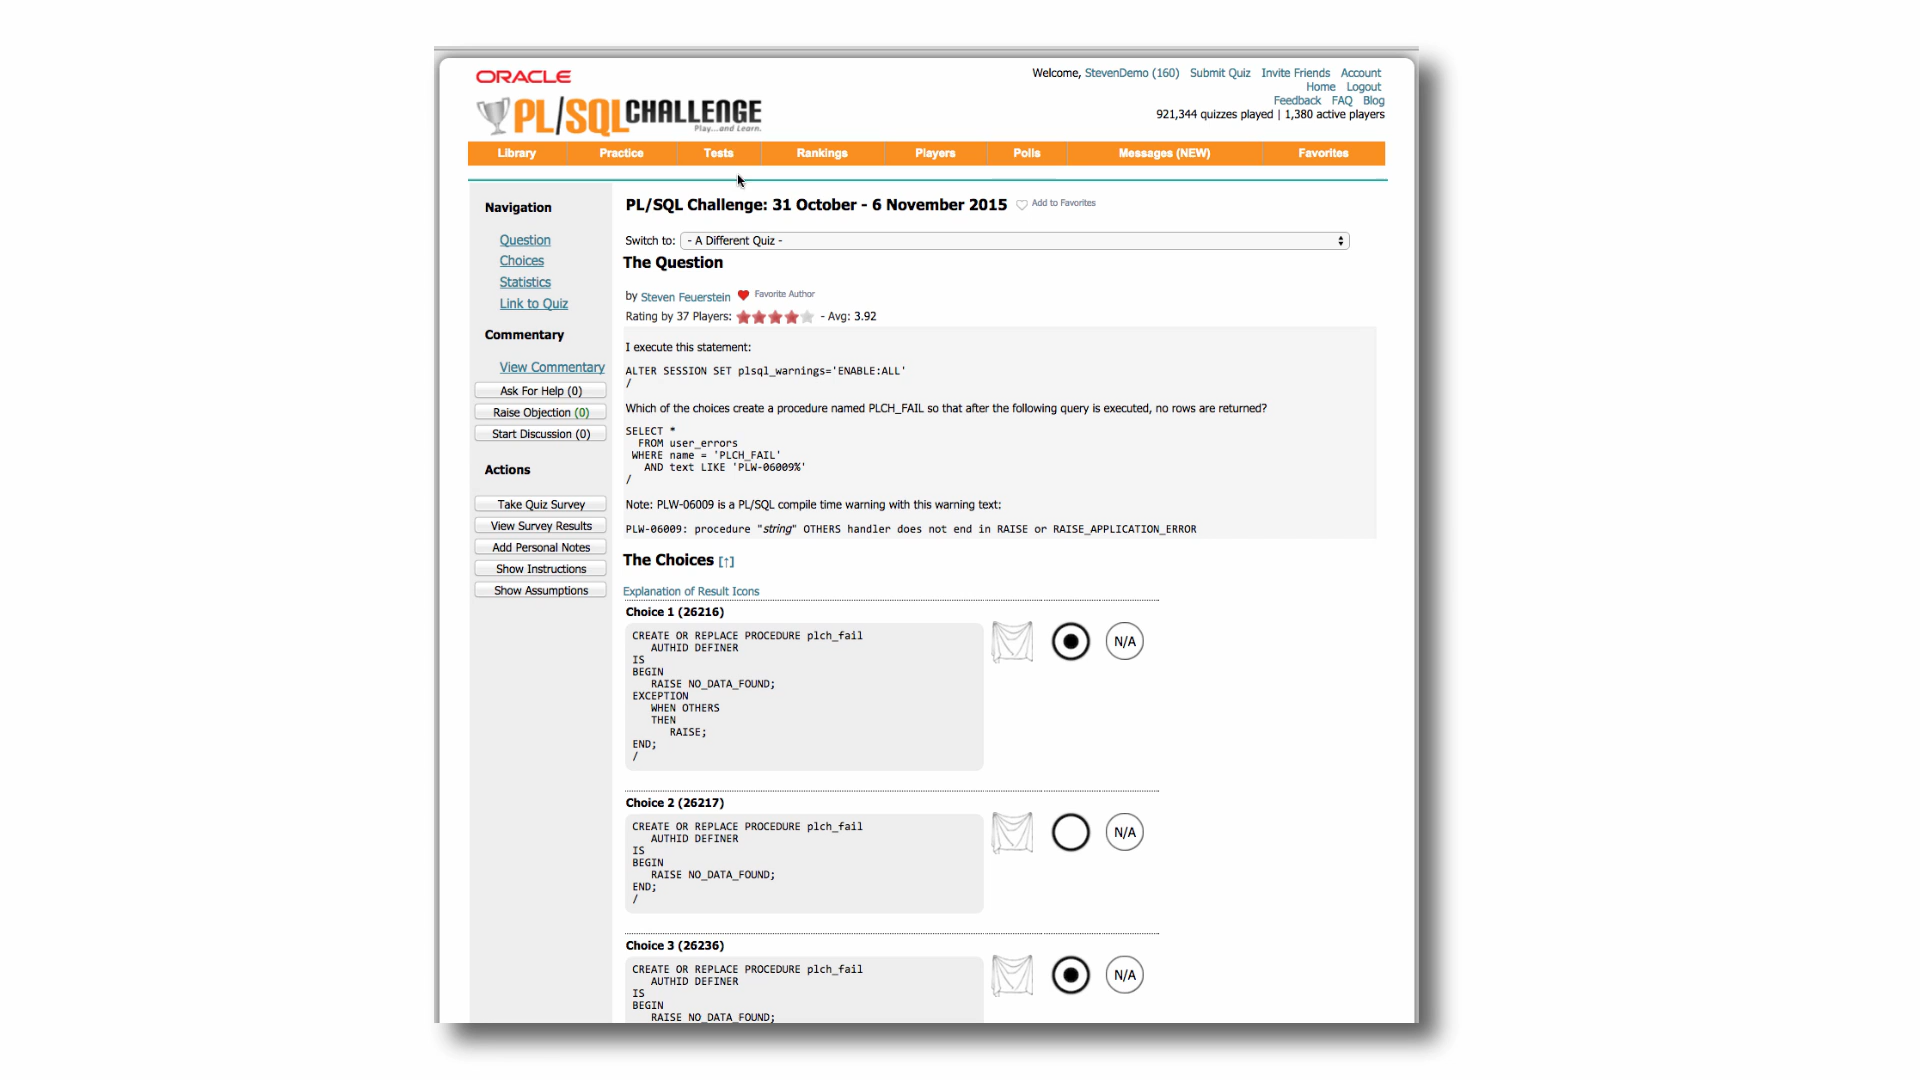 ORACLE
PL/SQL CHALLENGE
Play...and Learn.
Welcome, StevenDemo (160) Submit Quiz Invite Friends Account
Home Logout
Feedback FAQ Blog
921,344 quizzes played | 1,380 active players
Library Practice Tests Rankings Players Polls Messages (NEW) Favorites
Navigation
Question
Choices
Statistics
Link to Quiz
Commentary
View Commentary
Ask For Help (0)
Raise Objection (0)
Start Discussion (0)
Actions
Take Quiz Survey
View Survey Results
Add Personal Notes
Show Instructions
Show Assumptions
PL/SQL Challenge: 31 October - 6 November 2015 Add to Favorites
Switch to: - A Different Quiz -
The Question
by Steven Feuerstein Favorite Author
Rating by 37 Players: - Avg: 3.92
I execute this statement:
ALTER SESSION SET plsql_warnings='ENABLE:ALL'
/
Which of the choices create a procedure named PLCH_FAIL so that after the following query is executed, no rows are returned?
SELECT *
FROM user_errors
WHERE name = 'PLCH_FAIL'
AND text LIKE 'PLW-06009%'
/
Note: PLW-06009 is a PL/SQL compile time warning with this warning text:
PLW-06009: procedure "string" OTHERS handler does not end in RAISE or RAISE_APPLICATION_ERROR
The Choices [↑]
Explanation of Result Icons
Choice 1 (26216)
CREATE OR REPLACE PROCEDURE plch_fail
AUTHID DEFINER
IS
BEGIN
RAISE NO_DATA_FOUND;
EXCEPTION
WHEN OTHERS
THEN
RAISE;
END;
/
N/A
Choice 2 (26217)
CREATE OR REPLACE PROCEDURE plch_fail
AUTHID DEFINER
IS
BEGIN
RAISE NO_DATA_FOUND;
END;
/
N/A
Choice 3 (26236)
CREATE OR REPLACE PROCEDURE plch_fail
AUTHID DEFINER
IS
BEGIN
RAISE NO_DATA_FOUND;
N/A